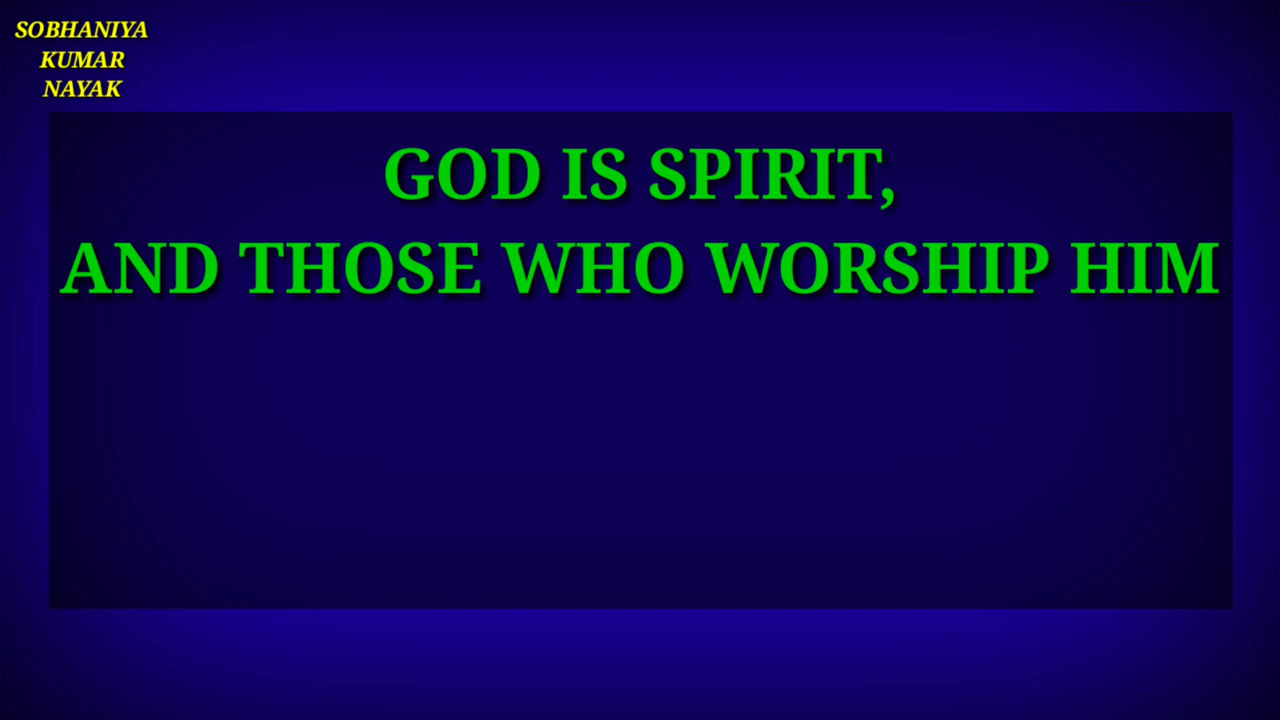 SOBHANIYA
KUMAR
NAYAK
GOD IS SPIRIT,
AND THOSE WHO WORSHIP HIM